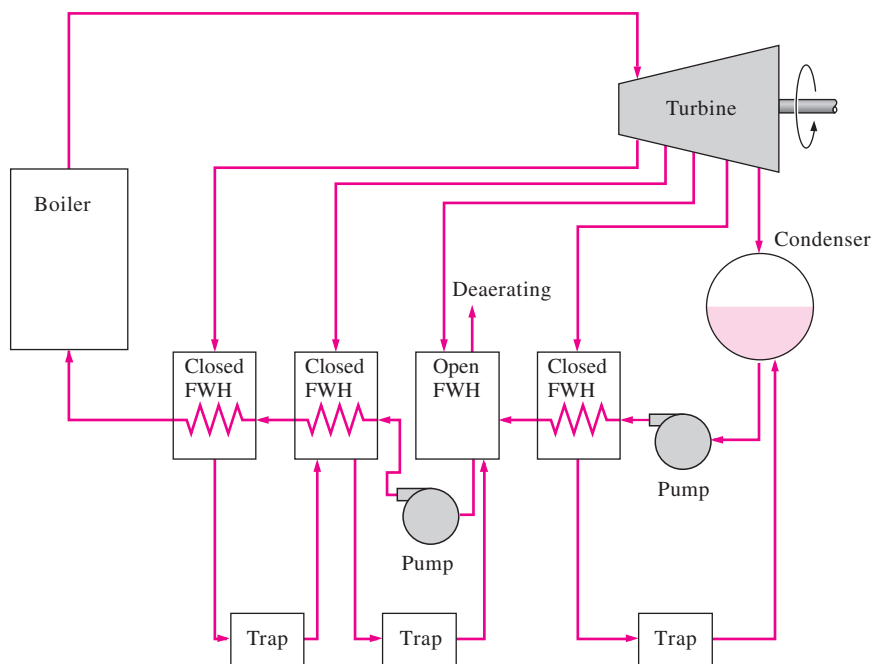 Turbine
Boiler
Condenser
Deaerating
Closed
FWH
Closed
FWH
Open
FWH
Closed
FWH
Pump
Pump
Trap
Trap
Trap